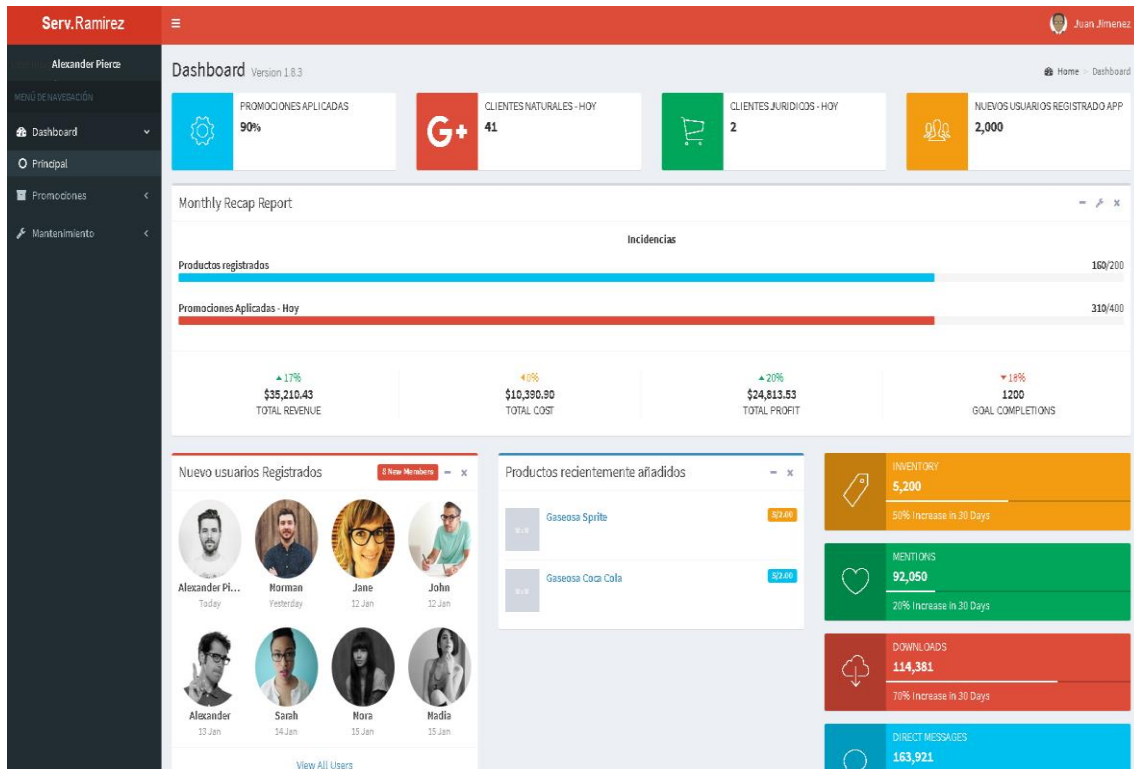 Serv.Ramirez
Juan Jimenez
Alexander Pierce
MENÚ DE NAVEGACIÓN
Dashboard
Principal
Promociones
Mantenimiento
Dashboard Version 1.8.3
Home > Dashboard
PROMOCIONES APLICADAS
90%
G+
CLIENTES NATURALES - HOY
41
CLIENTES JURIDICOS - HOY
2
NUEVOS USUARIOS REGISTRADO APP
2,000
Monthly Recap Report
Incidencias
Productos registrados 160/200
Promociones Aplicadas - Hoy 310/400
17%
$35,210.43
TOTAL REVENUE
0%
$10,390.90
TOTAL COST
20%
$24,813.53
TOTAL PROFIT
18%
1200
GOAL COMPLETIONS
Nuevo usuarios Registrados
8 New Members
Alexander Pi...
Today
Norman
Yesterday
Jane
12 Jan
John
12 Jan
Alexander
13 Jan
Sarah
14 Jan
Nora
15 Jan
Nadia
15 Jan
View All Users
Productos recientemente añadidos
Gaseosa Sprite S/2.00
Gaseosa Coca Cola S/2.00
INVENTORY
5,200
50% Increase in 30 Days
MENTIONS
92,050
20% Increase in 30 Days
DOWNLOADS
114,381
70% Increase in 30 Days
DIRECT MESSAGES
163,921